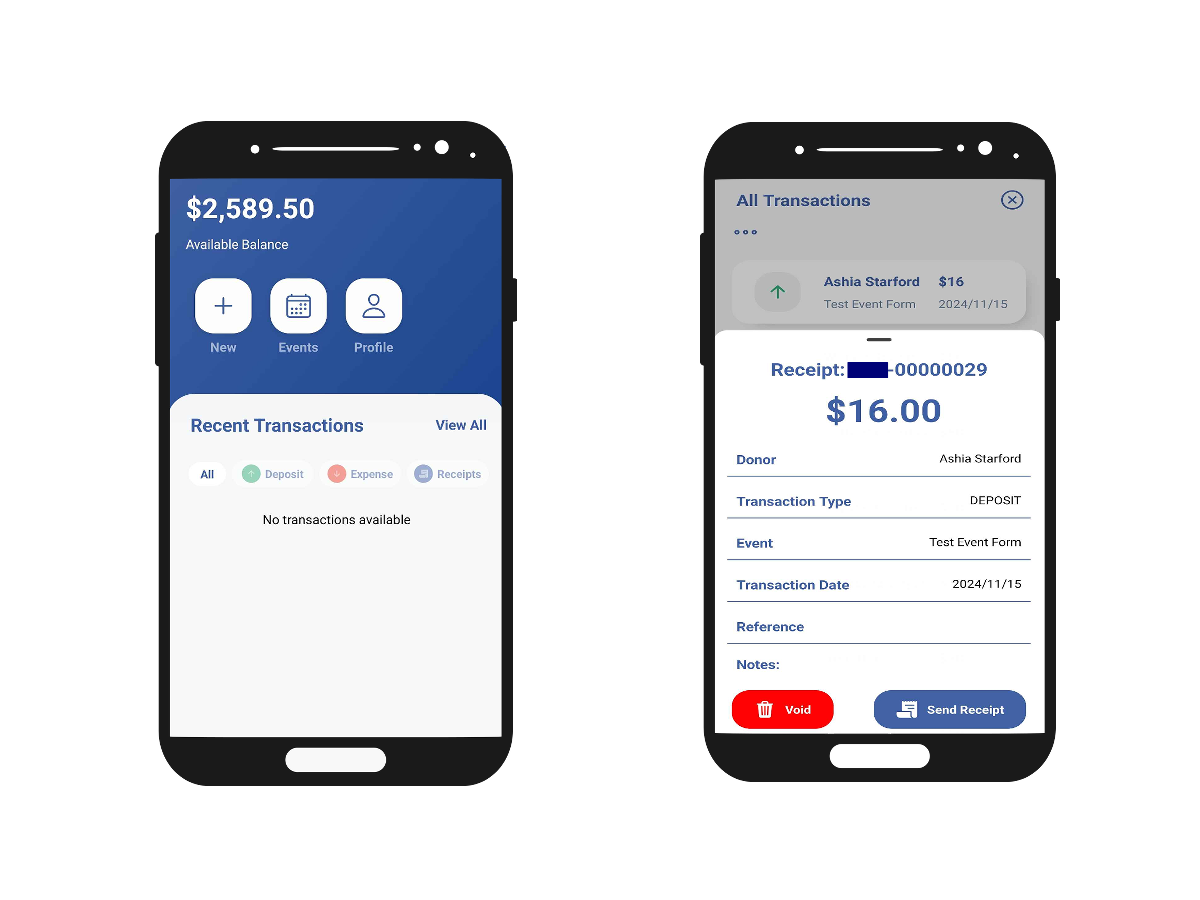 $2,589.50
Available Balance
New Events Profile
Recent Transactions View All
All Deposit Expense Receipts
No transactions available
All Transactions
Ashia Starford $16
Test Event Form 2024/11/15
Receipt: -00000029
$16.00
Donor Ashia Starford
Transaction Type DEPOSIT
Event Test Event Form
Transaction Date 2024/11/15
Reference
Notes:
Void Send Receipt